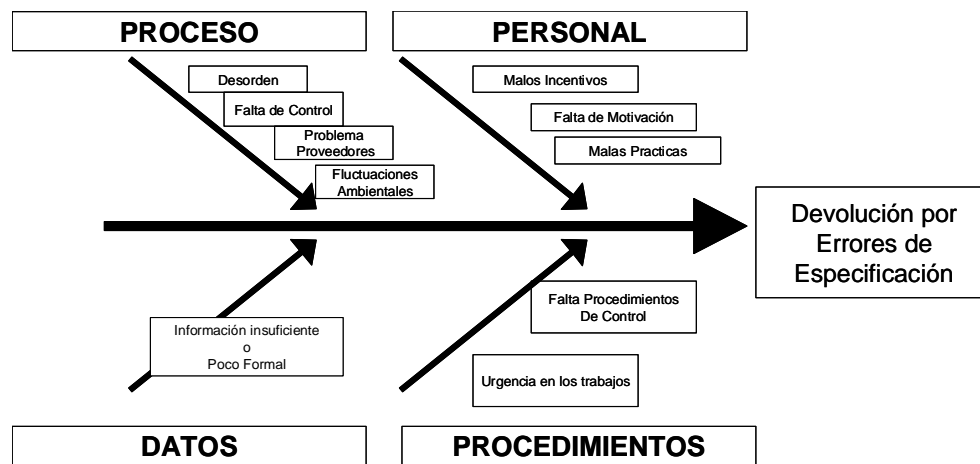 PROCESO
PERSONAL
Desorden
Falta de Control
Problema
Proveedores
Fluctuaciones
Ambientales
Malos Incentivos
Falta de Motivación
Malas Practicas
Devolución por
Errores de
Especificación
Información insuficiente
o
Poco Formal
Falta Procedimientos
De Control
Urgencia en los trabajos
DATOS
PROCEDIMIENTOS